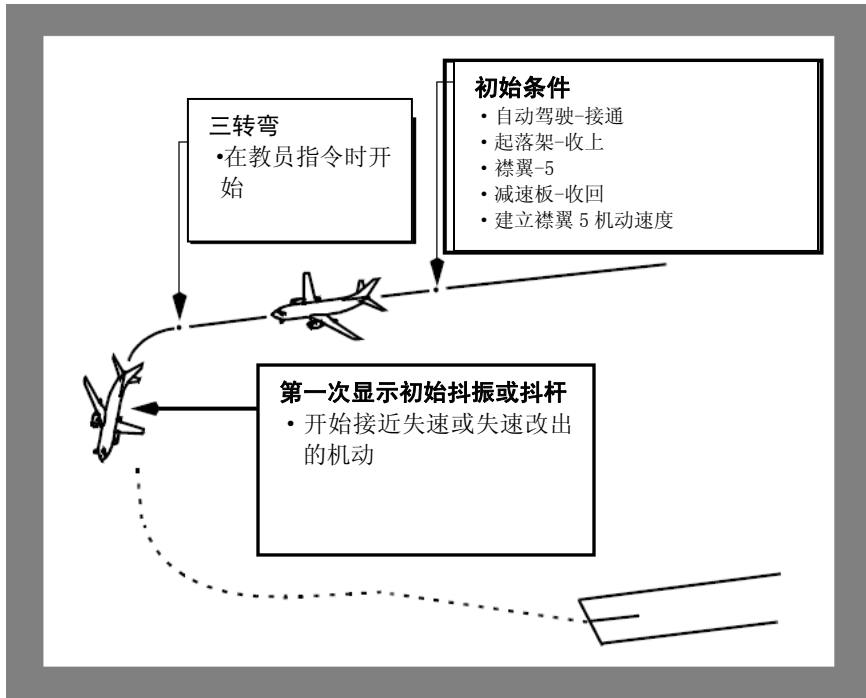 初始条件
・自动驾驶-接通
・起落架-收上
・襟翼-5
・减速板-收回
・建立襟翼 5 机动速度
三转弯
•在教员指令时开
始
第一次显示初始抖振或抖杆
・开始接近失速或失速改出
的机动